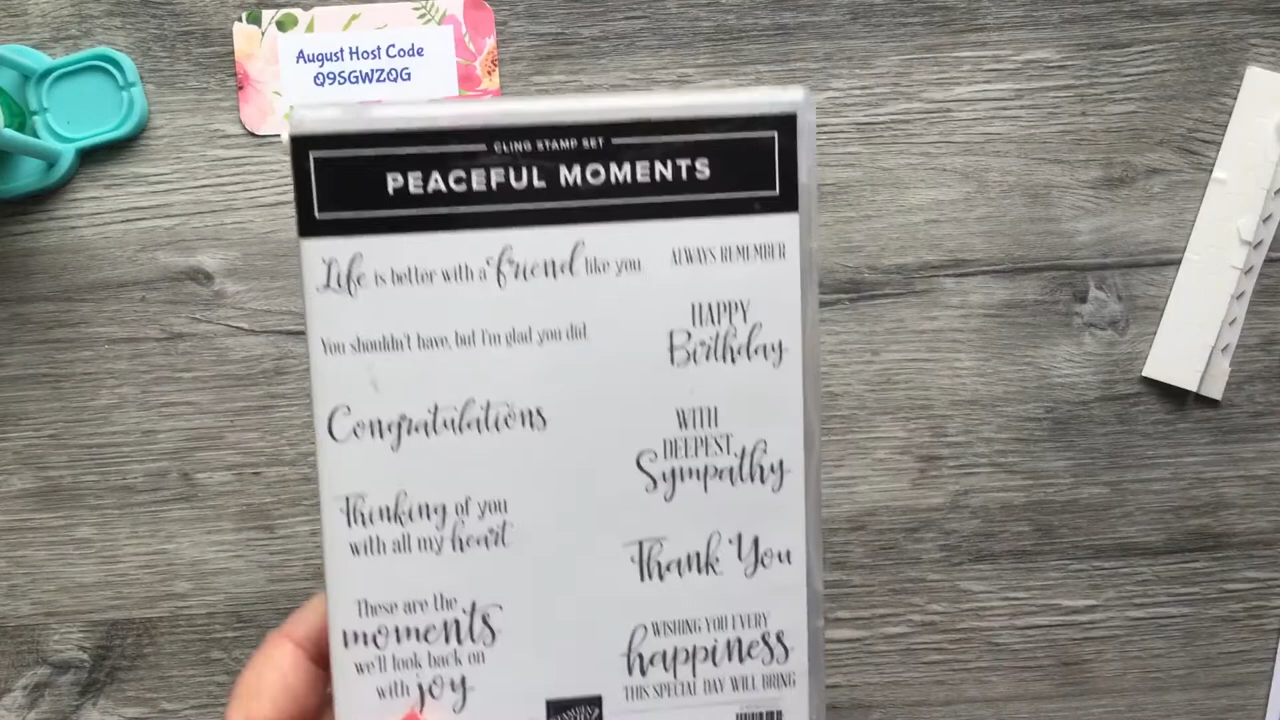 August Host Code
Q9SGWZQG
CLING STAMP SET
PEACEFUL MOMENTS
Life is better with a friend like you
ALWAYS REMEMBER
You shouldn't have, but I'm glad you did
HAPPY
Birthday
Congratulations
WITH
DEEPEST
Sympathy
Thinking of you
with all my heart
Thank You
These are the
moments
we'll look back on
with joy
WISHING YOU EVERY
happiness
THIS SPECIAL DAY WILL BRING